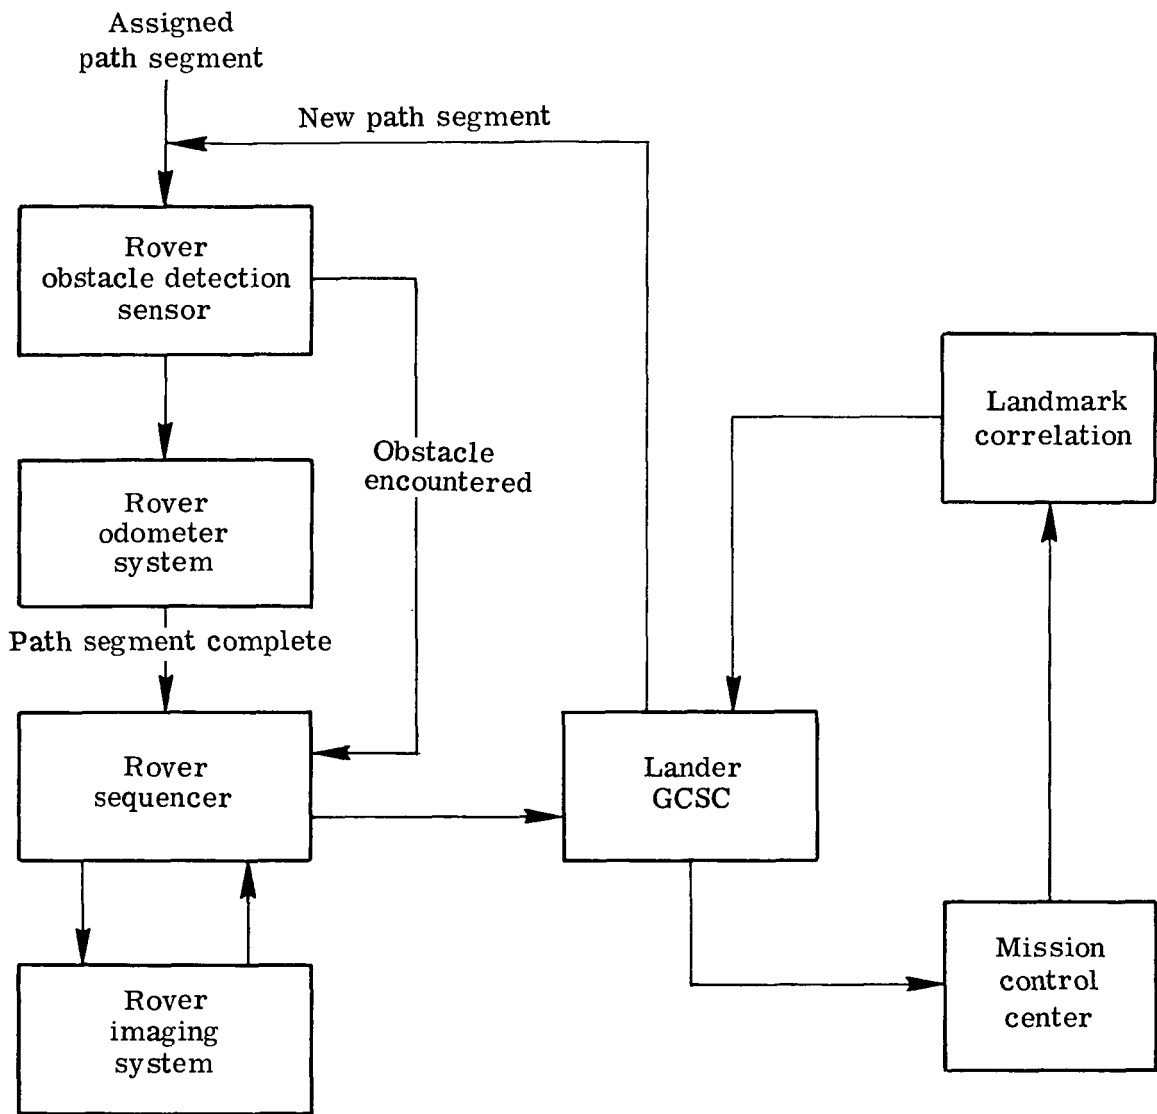 Assigned
path segment
New path segment
Rover
obstacle detection
sensor
Obstacle
encountered
Landmark
correlation
Rover
odometer
system
Path segment complete
Rover
sequencer
Lander
GCSC
Mission
control
center
Rover
imaging
system